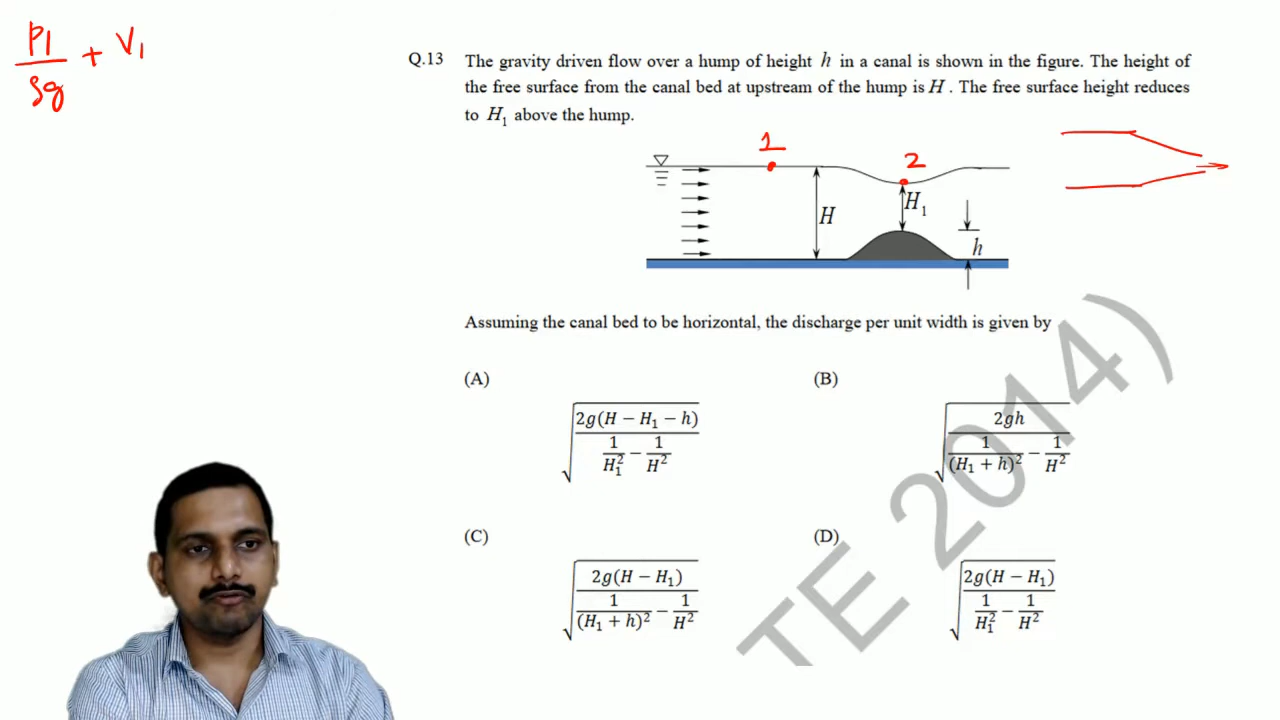 p1/ρg + V1
Q.13 The gravity driven flow over a hump of height h in a canal is shown in the figure. The height of
the free surface from the canal bed at upstream of the hump is H . The free surface height reduces
to H₁ above the hump.
1
2
H
H₁
h
Assuming the canal bed to be horizontal, the discharge per unit width is given by
(A) √(2g(H − H₁ − h) / (1/H₁² − 1/H²))
(B) √(2gh / (1/(H₁ + h)² − 1/H²))
(C) √(2g(H − H₁) / (1/(H₁ + h)² − 1/H²))
(D) √(2g(H − H₁) / (1/H₁² − 1/H²))
TE 2014)